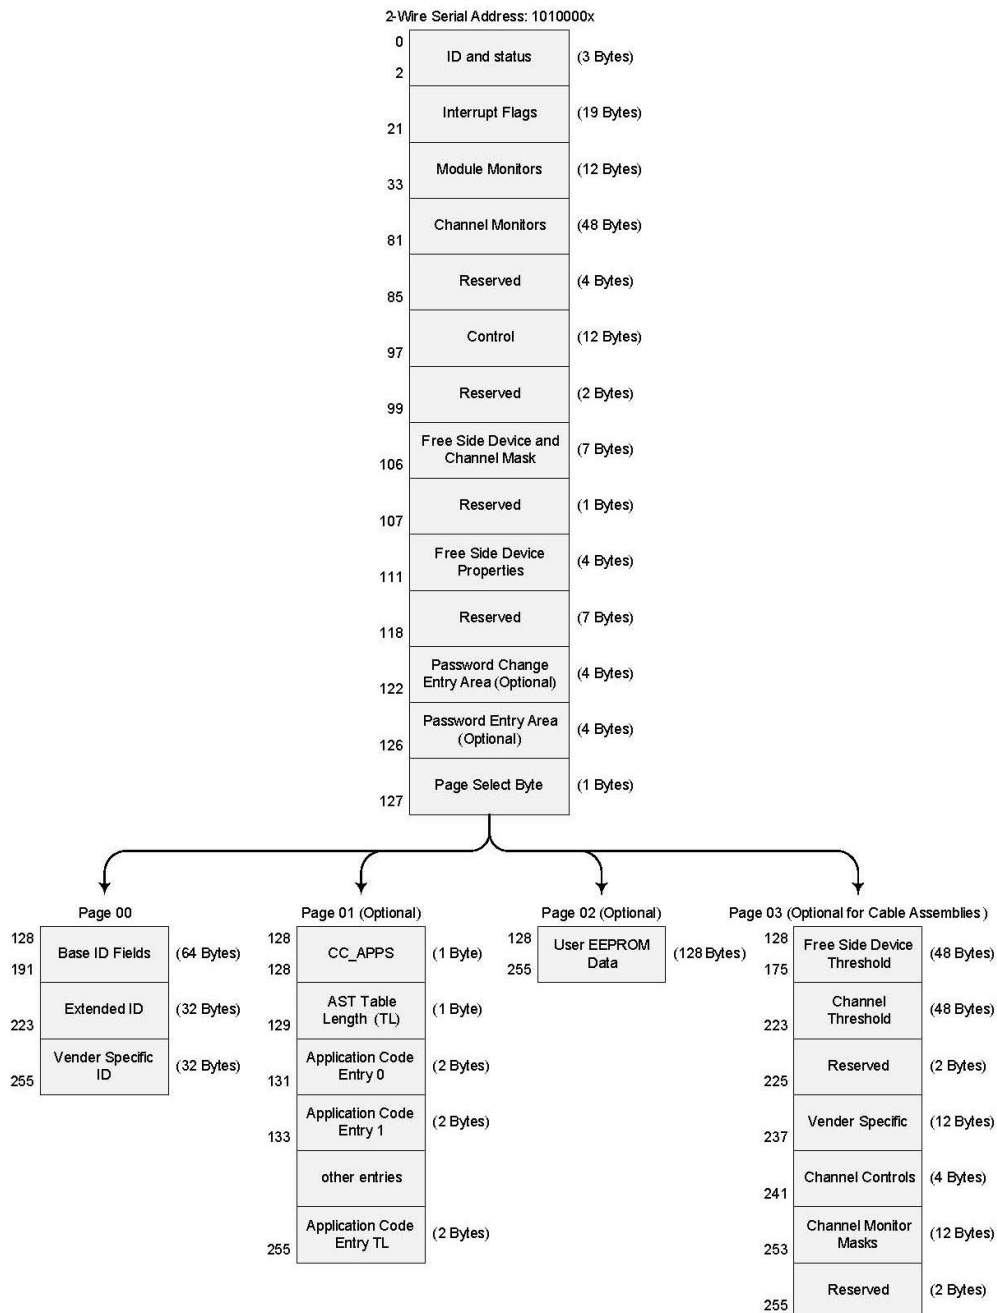 2-Wire Serial Address: 1010000x
0
ID and status
(3 Bytes)
2
Interrupt Flags
(19 Bytes)
21
Module Monitors
(12 Bytes)
33
Channel Monitors
(48 Bytes)
81
Reserved
(4 Bytes)
85
Control
(12 Bytes)
97
Reserved
(2 Bytes)
99
Free Side Device and
Channel Mask
(7 Bytes)
106
Reserved
(1 Bytes)
107
Free Side Device
Properties
(4 Bytes)
111
Reserved
(7 Bytes)
118
Password Change
Entry Area (Optional)
(4 Bytes)
122
Password Entry Area
(Optional)
(4 Bytes)
126
Page Select Byte
(1 Bytes)
127
Page 00
128
Base ID Fields
(64 Bytes)
191
Extended ID
(32 Bytes)
223
Vender Specific
ID
(32 Bytes)
255
Page 01 (Optional)
128
CC_APPS
(1 Byte)
128
AST Table
Length (TL)
(1 Byte)
129
Application Code
Entry 0
(2 Bytes)
131
Application Code
Entry 1
(2 Bytes)
133
other entries
Application Code
Entry TL
(2 Bytes)
255
Page 02 (Optional)
128
User EEPROM
Data
(128 Bytes)
255
Page 03 (Optional for Cable Assemblies )
128
Free Side Device
Threshold
(48 Bytes)
175
Channel
Threshold
(48 Bytes)
223
Reserved
(2 Bytes)
225
Vender Specific
(12 Bytes)
237
Channel Controls
(4 Bytes)
241
Channel Monitor
Masks
(12 Bytes)
253
Reserved
(2 Bytes)
255